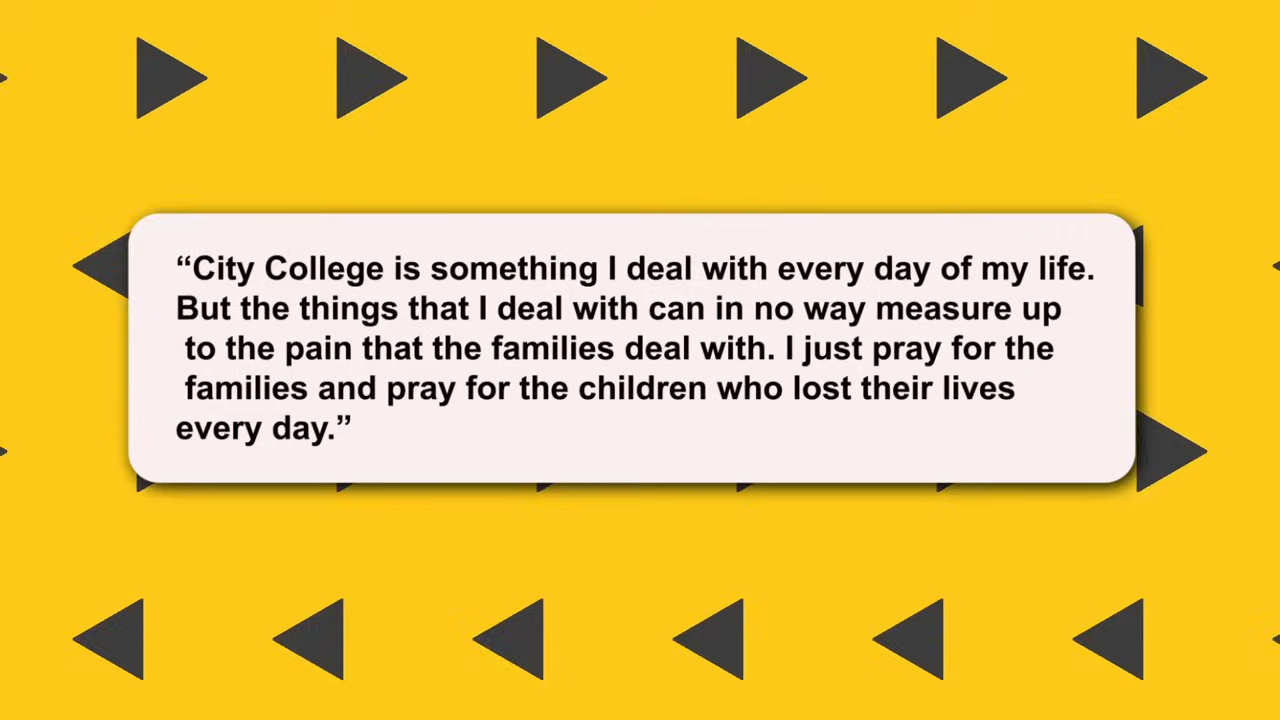 “City College is something I deal with every day of my life.
But the things that I deal with can in no way measure up
to the pain that the families deal with. I just pray for the
families and pray for the children who lost their lives
every day.”